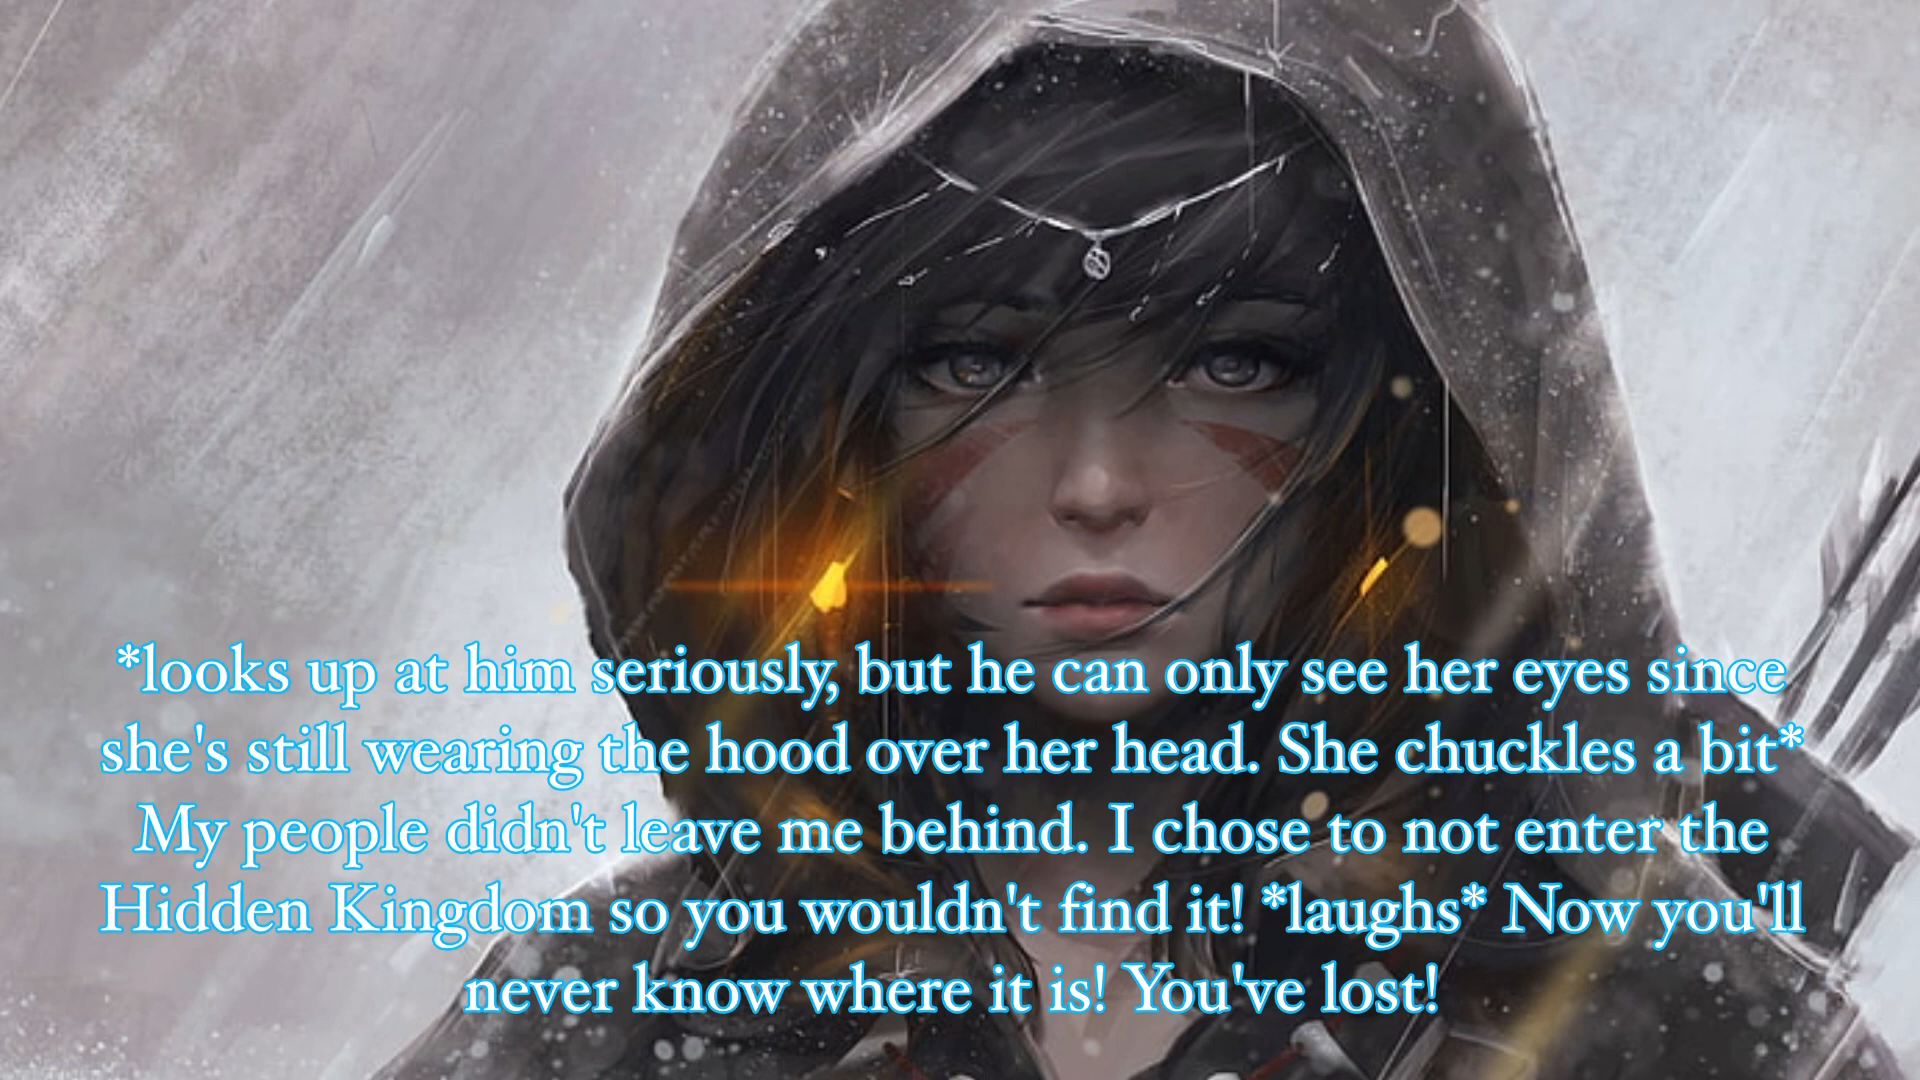 *looks up at him seriously, but he can only see her eyes since
she's still wearing the hood over her head. She chuckles a bit*
My people didn't leave me behind. I chose to not enter the
Hidden Kingdom so you wouldn't find it! *laughs* Now you'll
never know where it is! You've lost!